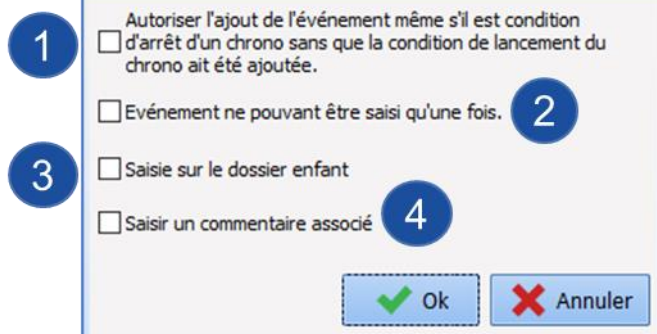 1
Autoriser l'ajout de l'événement même s'il est condition
d'arrêt d'un chrono sans que la condition de lancement du
chrono ait été ajoutée.
Evénement ne pouvant être saisi qu'une fois.
2
3
Saisie sur le dossier enfant
Saisir un commentaire associé
4
Ok
Annuler